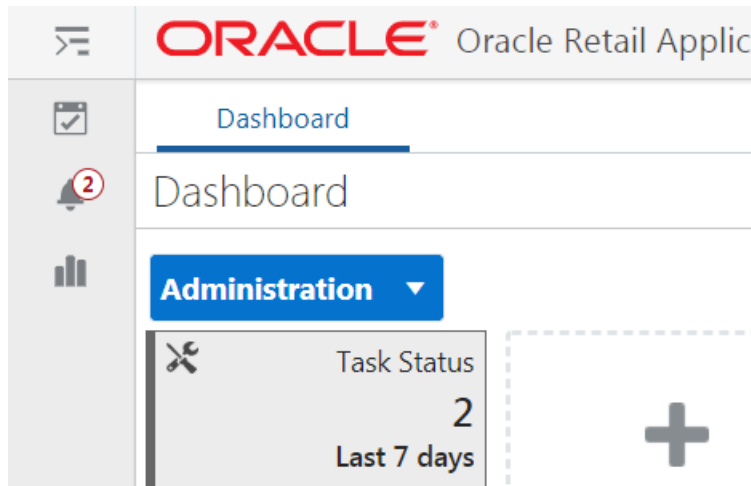 ORACLE® Oracle Retail Applic
Dashboard
2
Dashboard
Administration
Task Status
2
Last 7 days